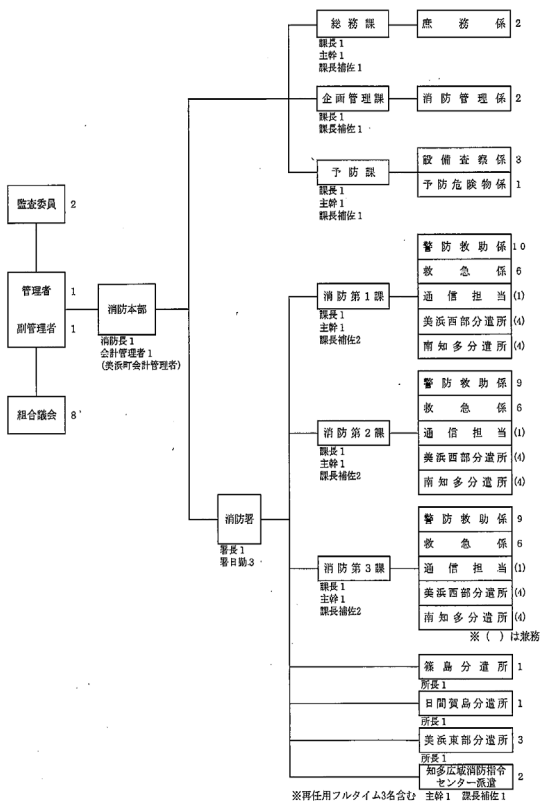 総務課
課長1
主幹1
課長補佐1
庶務係 2
企画管理課
課長1
課長補佐1
消防管理係 2
予防課
課長1
主幹1
課長補佐1
設備査察係 3
予防危険物係 1
監査委員 2
管理者 1
副管理者 1
組合議会 8
消防本部
消防長1
会計管理者1
(美浜町会計管理者)
消防第1課
課長1
主幹1
課長補佐2
警防救助係 10
救急係 6
通信担当 (1)
美浜西部分遣所 (4)
南知多分遣所 (4)
消防第2課
課長1
主幹1
課長補佐2
警防救助係 9
救急係 6
通信担当 (1)
美浜西部分遣所 (4)
南知多分遣所 (4)
消防署
署長1
署日勤3
消防第3課
課長1
主幹1
課長補佐2
警防救助係 9
救急係 6
通信担当 (1)
美浜西部分遣所 (4)
南知多分遣所 (4)
※( )は兼務
篠島分遣所 1
所長1
日間賀島分遣所 1
所長1
美浜東部分遣所 3
所長1
知多広域消防指令
センター派遣 2
※再任用フルタイム3名含む 主幹1 課長補佐1